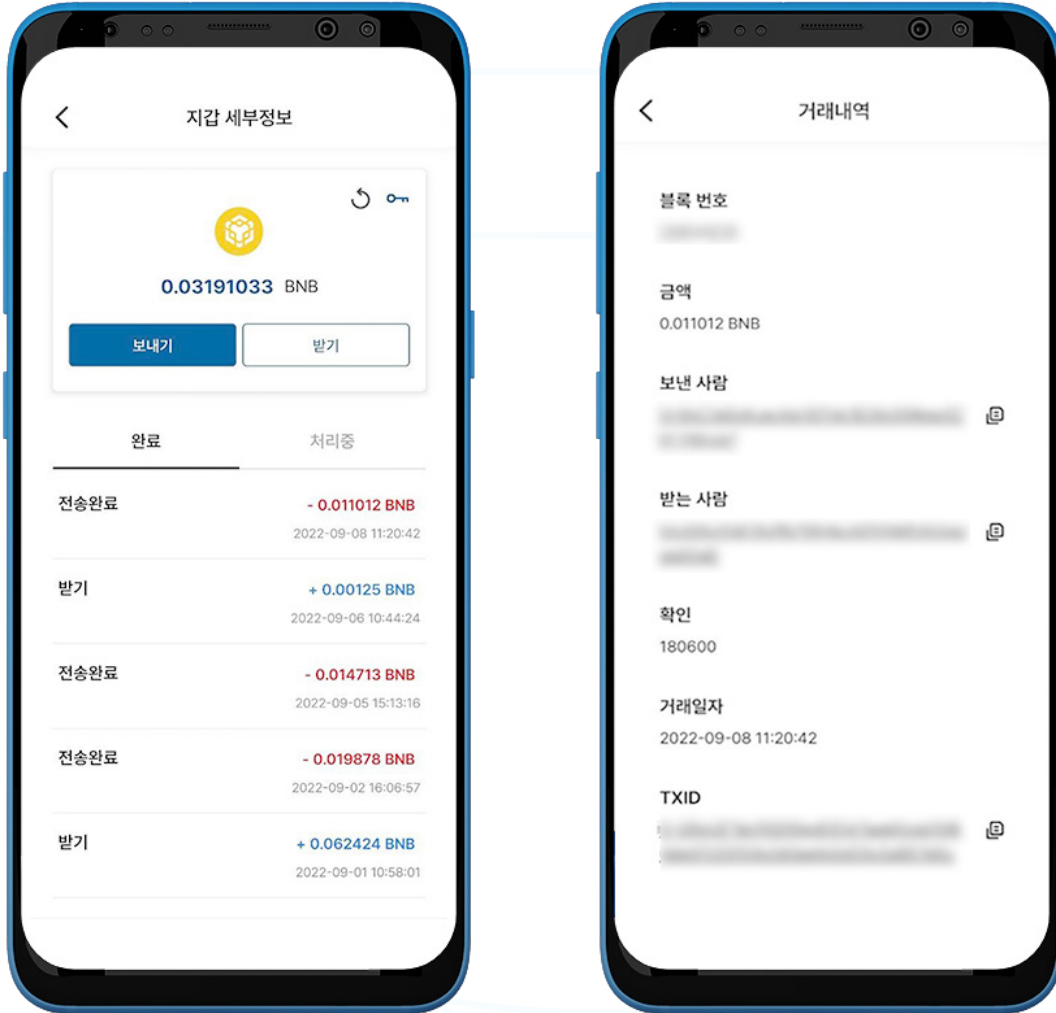 지갑 세부정보
0.03191033 BNB
보내기
받기
완료
처리중
전송완료
- 0.011012 BNB
2022-09-08 11:20:42
받기
+ 0.00125 BNB
2022-09-06 10:44:24
전송완료
- 0.014713 BNB
2022-09-05 15:13:16
전송완료
- 0.019878 BNB
2022-09-02 16:06:57
받기
+ 0.062424 BNB
2022-09-01 10:58:01
거래내역
블록 번호
금액
0.011012 BNB
보낸 사람
받는 사람
확인
180600
거래일자
2022-09-08 11:20:42
TXID